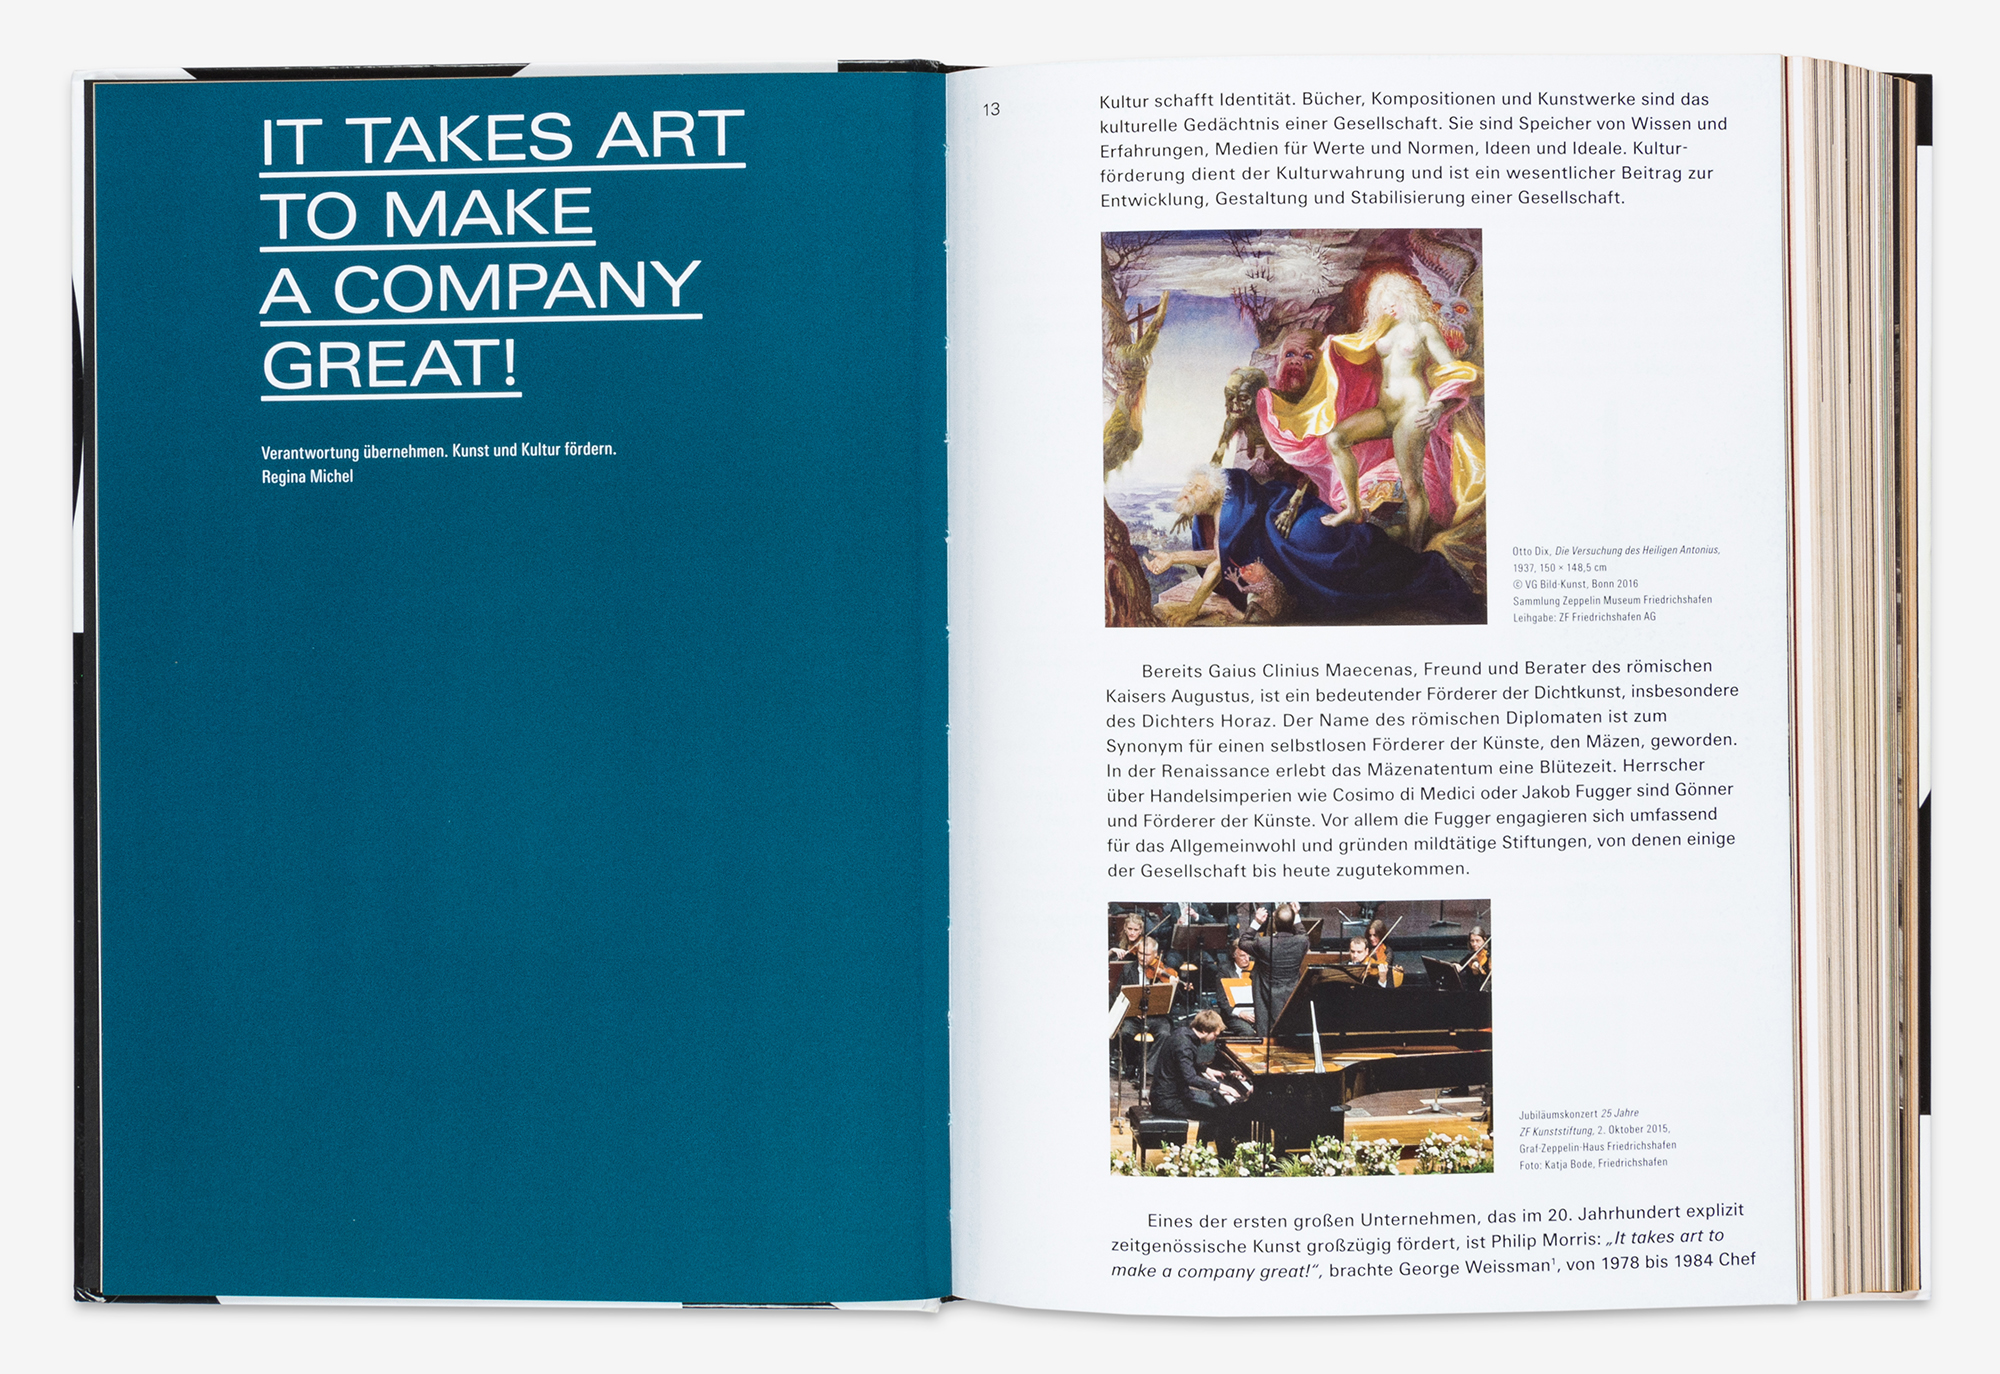 IT TAKES ART
TO MAKE
A COMPANY
GREAT!
Verantwortung übernehmen. Kunst und Kultur fördern.
Regina Michel
13
Kultur schafft Identität. Bücher, Kompositionen und Kunstwerke sind das
kulturelle Gedächtnis einer Gesellschaft. Sie sind Speicher von Wissen und
Erfahrungen, Medien für Werte und Normen, Ideen und Ideale. Kultur-
förderung dient der Kulturwahrung und ist ein wesentlicher Beitrag zur
Entwicklung, Gestaltung und Stabilisierung einer Gesellschaft.
Otto Dix, Die Versuchung des Heiligen Antonius,
1937, 150 × 148,5 cm
© VG Bild-Kunst, Bonn 2016
Sammlung Zeppelin Museum Friedrichshafen
Leihgabe: ZF Friedrichshafen AG
Bereits Gaius Clinius Maecenas, Freund und Berater des römischen
Kaisers Augustus, ist ein bedeutender Förderer der Dichtkunst, insbesondere
des Dichters Horaz. Der Name des römischen Diplomaten ist zum
Synonym für einen selbstlosen Förderer der Künste, den Mäzen, geworden.
In der Renaissance erlebt das Mäzenatentum eine Blütezeit. Herrscher
über Handelsimperien wie Cosimo di Medici oder Jakob Fugger sind Gönner
und Förderer der Künste. Vor allem die Fugger engagieren sich umfassend
für das Allgemeinwohl und gründen mildtätige Stiftungen, von denen einige
der Gesellschaft bis heute zugutekommen.
Jubiläumskonzert 25 Jahre
ZF Kunststiftung, 2. Oktober 2015,
Graf-Zeppelin-Haus Friedrichshafen
Foto: Katja Bode, Friedrichshafen
Eines der ersten großen Unternehmen, das im 20. Jahrhundert explizit
zeitgenössische Kunst großzügig fördert, ist Philip Morris: „It takes art to
make a company great!“, brachte George Weissman¹, von 1978 bis 1984 Chef